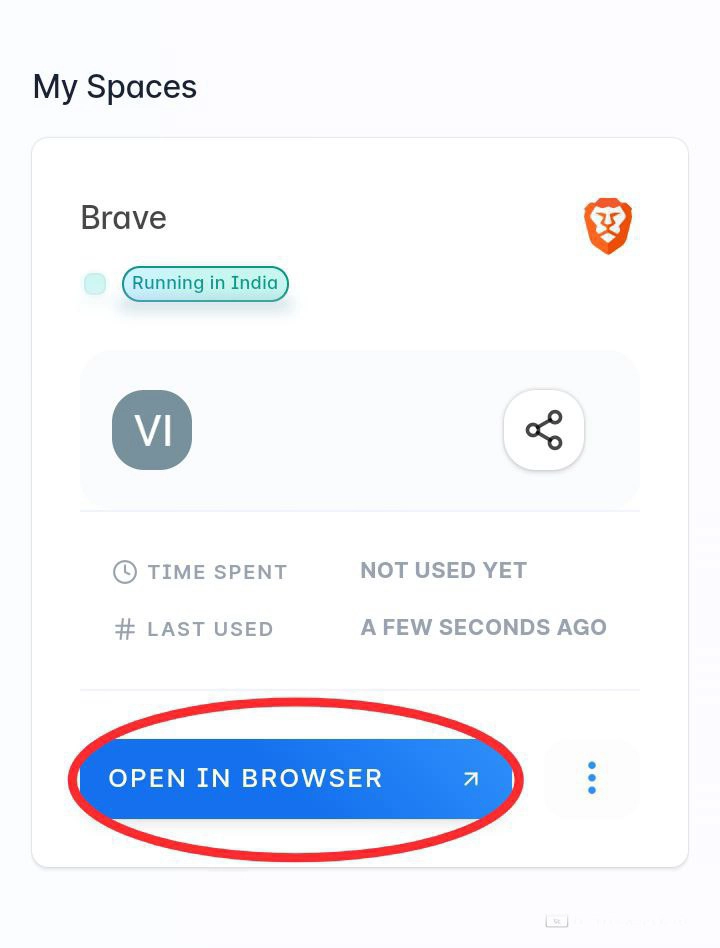 My Spaces
Brave
Running in India
VI
TIME SPENT NOT USED YET
LAST USED A FEW SECONDS AGO
OPEN IN BROWSER